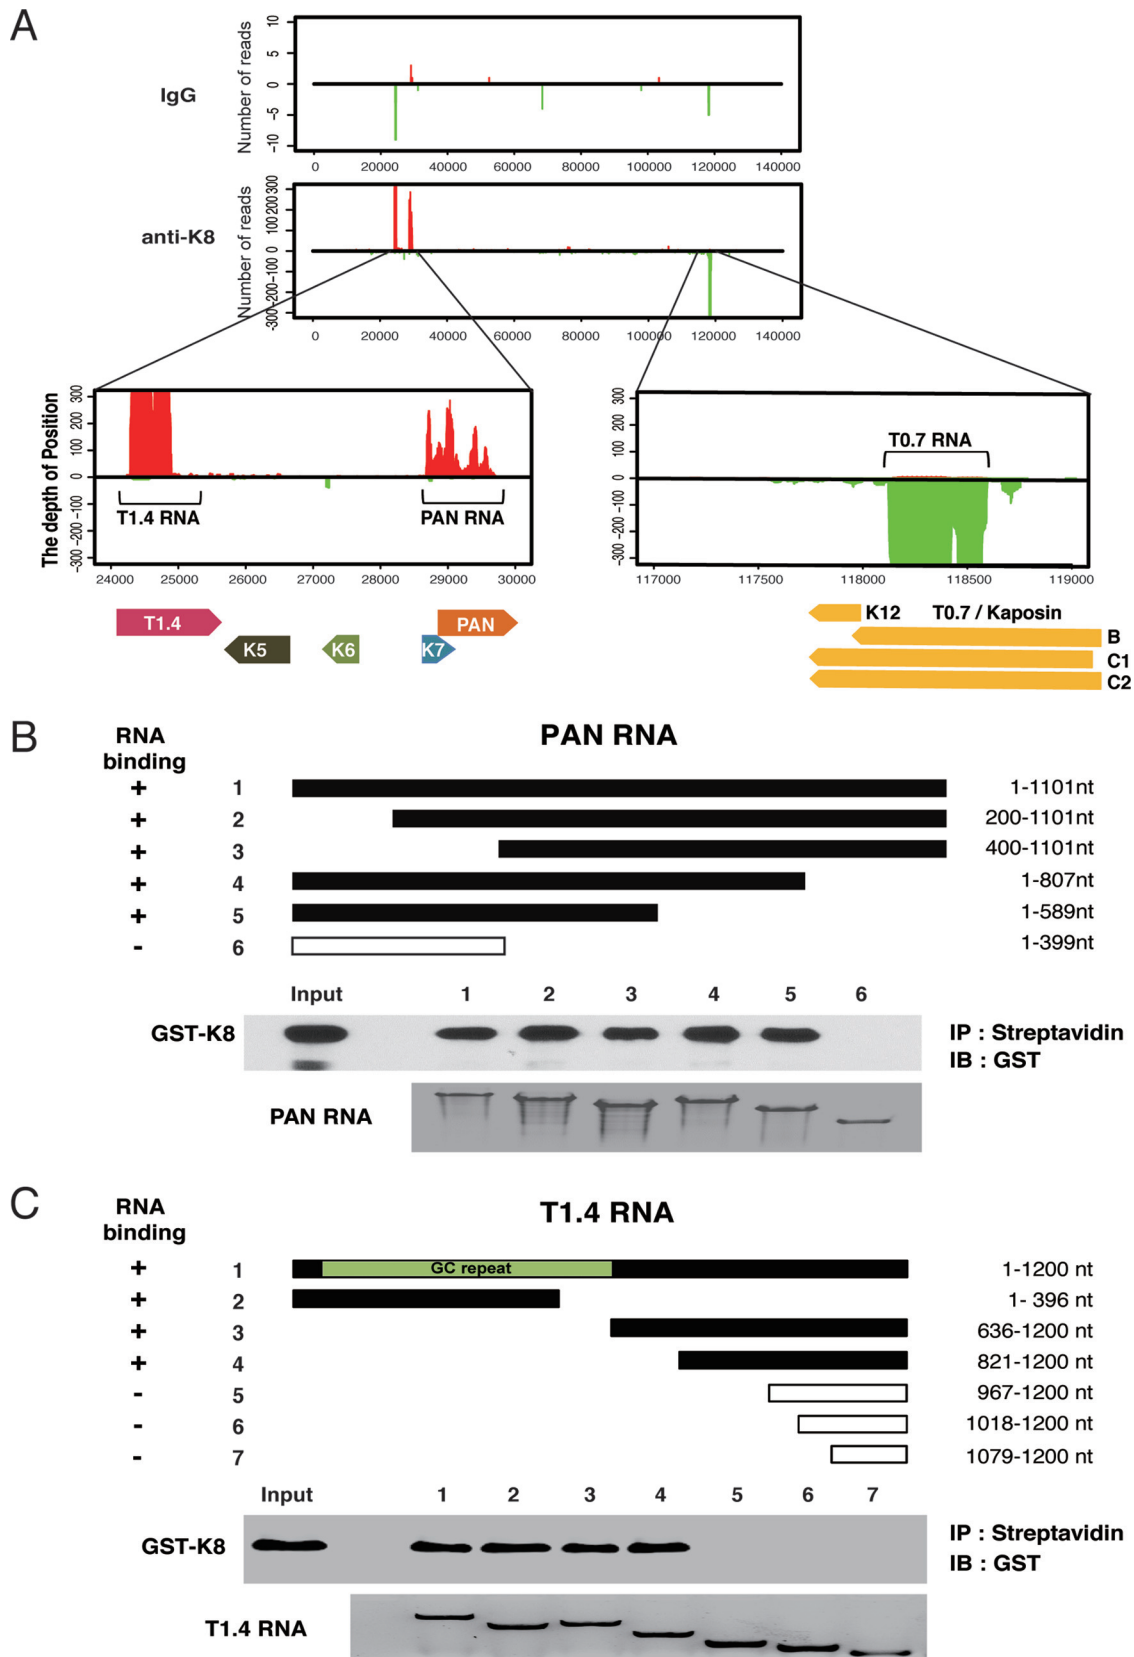 A
IgG
Number of reads
10
5
0
-5
-10
0 20000 40000 60000 80000 100000 120000 140000
anti-K8
Number of reads
300
200
100
0
-100
-200
-300
0 20000 40000 60000 80000 100000 120000 140000
The depth of Position
300
200
100
0
-100
-200
-300
T1.4 RNA
PAN RNA
24000 25000 26000 27000 28000 29000 30000
300
200
100
0
-100
-200
-300
T0.7 RNA
117000 117500 118000 118500 119000
T1.4
K5
K6
K7
PAN
K12 T0.7 / Kaposin
B
C1
C2
B
RNA
binding
PAN RNA
+ 1 1-1101nt
+ 2 200-1101nt
+ 3 400-1101nt
+ 4 1-807nt
+ 5 1-589nt
- 6 1-399nt
Input 1 2 3 4 5 6
GST-K8
IP : Streptavidin
IB : GST
PAN RNA
C
RNA
binding
T1.4 RNA
+ 1 GC repeat 1-1200 nt
+ 2 1- 396 nt
+ 3 636-1200 nt
+ 4 821-1200 nt
- 5 967-1200 nt
- 6 1018-1200 nt
- 7 1079-1200 nt
Input 1 2 3 4 5 6 7
GST-K8
IP : Streptavidin
IB : GST
T1.4 RNA